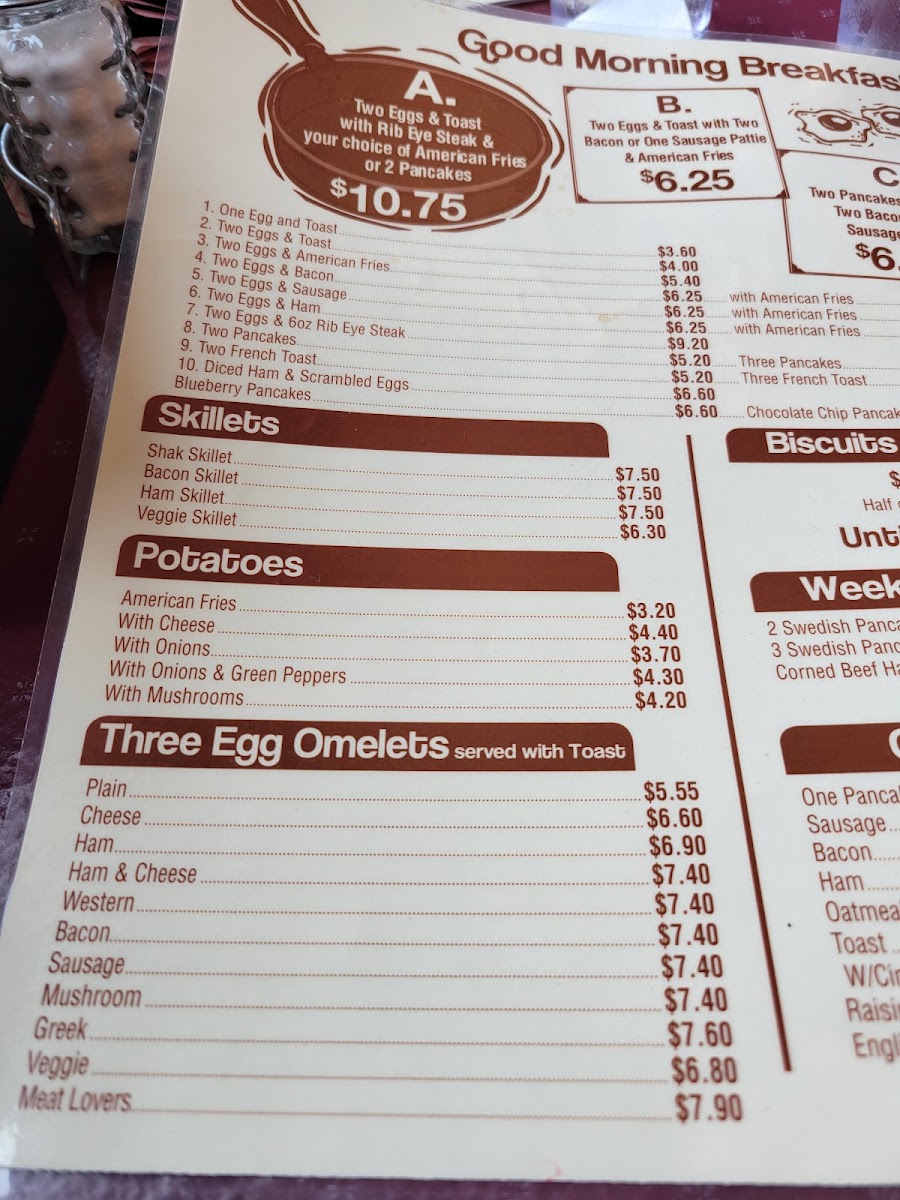 Good Morning Breakfas
A.
Two Eggs & Toast
with Rib Eye Steak &
your choice of American Fries
or 2 Pancakes
$10.75
B.
Two Eggs & Toast with Two
Bacon or One Sausage Pattie
& American Fries
$6.25
C
Two Pancakes
Two Baco
Sausage
$6.
1. One Egg and Toast $3.60
2. Two Eggs & Toast $4.00
3. Two Eggs & American Fries $5.40
4. Two Eggs & Bacon $6.25 with American Fries
5. Two Eggs & Sausage $6.25 with American Fries
6. Two Eggs & Ham $6.25 with American Fries
7. Two Eggs & 6oz Rib Eye Steak $9.20
8. Two Pancakes $5.20 Three Pancakes
9. Two French Toast $5.20 Three French Toast
10. Diced Ham & Scrambled Eggs $6.60
Blueberry Pancakes $6.60 Chocolate Chip Pancak
Skillets
Shak Skillet $7.50
Bacon Skillet $7.50
Ham Skillet $7.50
Veggie Skillet $6.30
Potatoes
American Fries $3.20
With Cheese $4.40
With Onions $3.70
With Onions & Green Peppers $4.30
With Mushrooms $4.20
Three Egg Omelets served with Toast
Plain $5.55
Cheese $6.60
Ham $6.90
Ham & Cheese $7.40
Western $7.40
Bacon $7.40
Sausage $7.40
Mushroom $7.40
Greek $7.60
Veggie $6.80
Meat Lovers $7.90
Biscuits
$
Half
Unti
Week
2 Swedish Panca
3 Swedish Panc
Corned Beef Ha
One Panca
Sausage
Bacon
Ham
Oatmea
Toast
W/Cin
Raisi
Engl